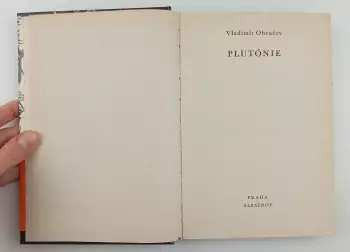 Vladimír Obručev
PLUTÓNIE
PRAHA
ALBATROS